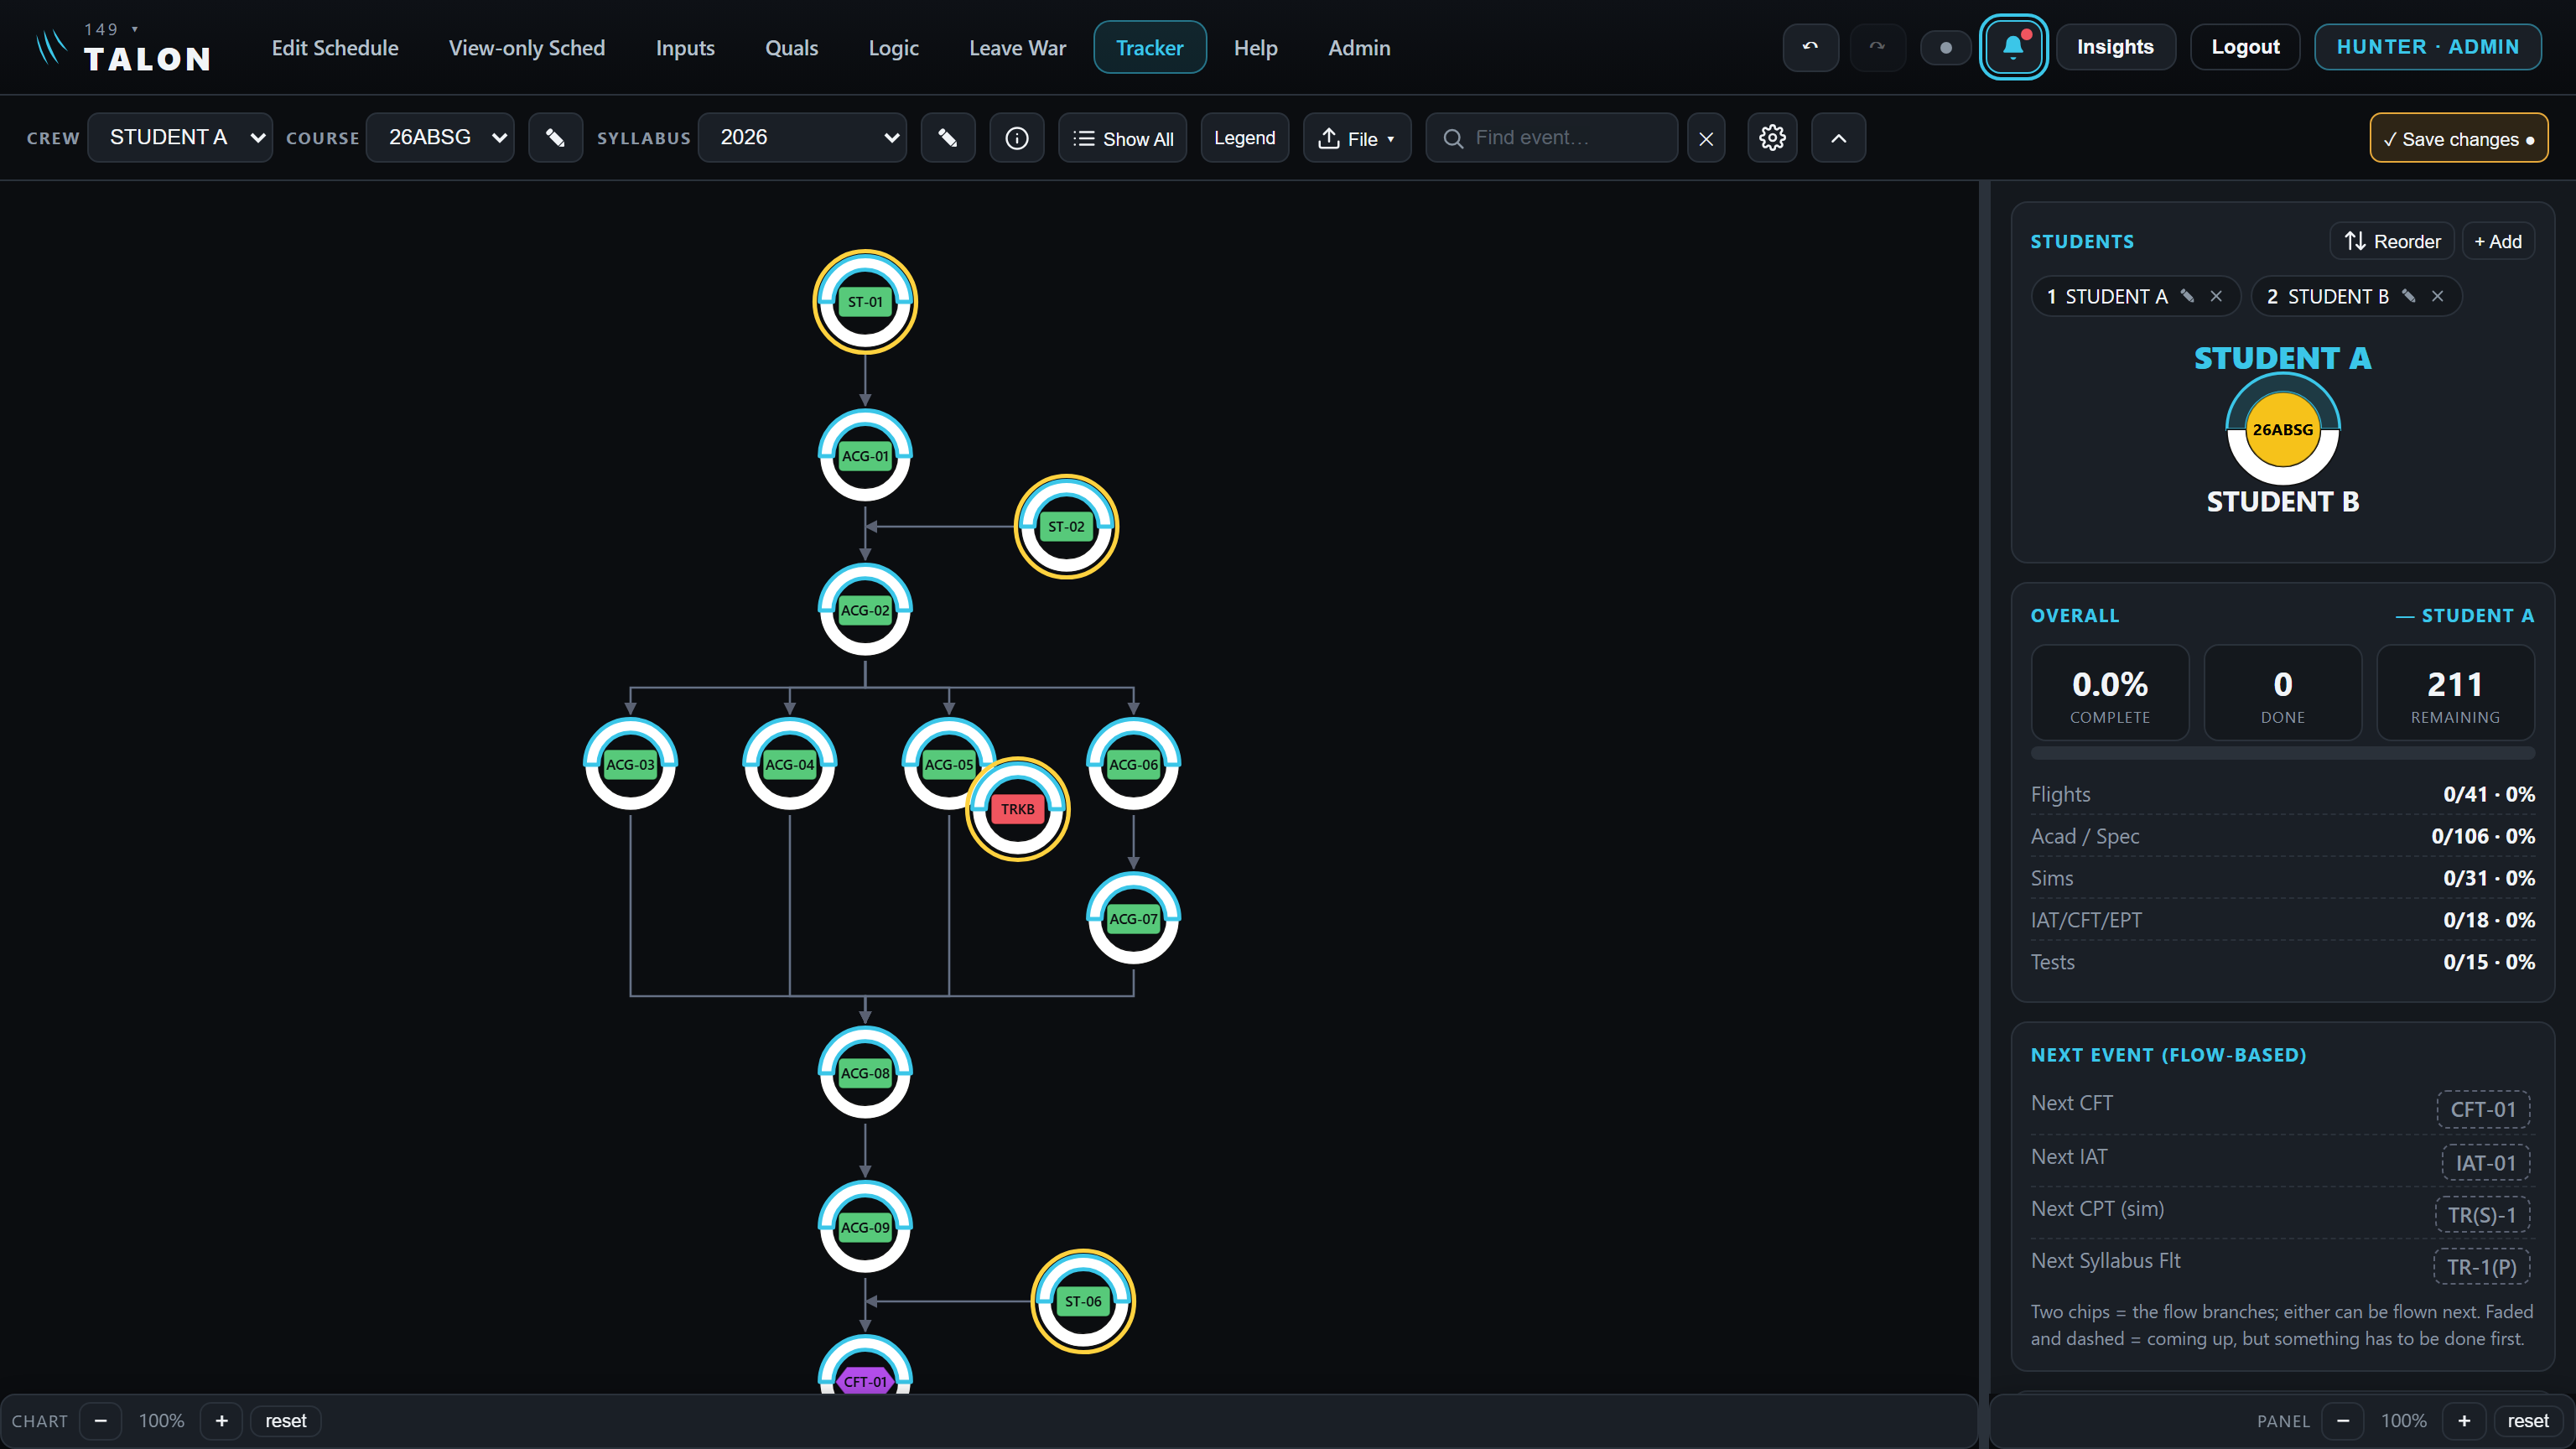 149 ▾
TALON
Edit Schedule View-only Sched Inputs Quals Logic Leave War Tracker Help Admin
Insights Logout HUNTER · ADMIN
CREW STUDENT A COURSE 26ABSG SYLLABUS 2026 Show All Legend File ▾ Find event… ✓ Save changes ●
ST-01
ACG-01
ST-02
ACG-02
ACG-03 ACG-04 ACG-05 ACG-06
TRKB
ACG-07
ACG-08
ACG-09
ST-06
CFT-01
CHART − 100% + reset
STUDENTS Reorder + Add
1 STUDENT A ✕ 2 STUDENT B ✕
STUDENT A
26ABSG
STUDENT B
OVERALL — STUDENT A
0.0% 0 211
COMPLETE DONE REMAINING
Flights 0/41 · 0%
Acad / Spec 0/106 · 0%
Sims 0/31 · 0%
IAT/CFT/EPT 0/18 · 0%
Tests 0/15 · 0%
NEXT EVENT (FLOW-BASED)
Next CFT CFT-01
Next IAT IAT-01
Next CPT (sim) TR(S)-1
Next Syllabus Flt TR-1(P)
Two chips = the flow branches; either can be flown next. Faded
and dashed = coming up, but something has to be done first.
PANEL − 100% + reset